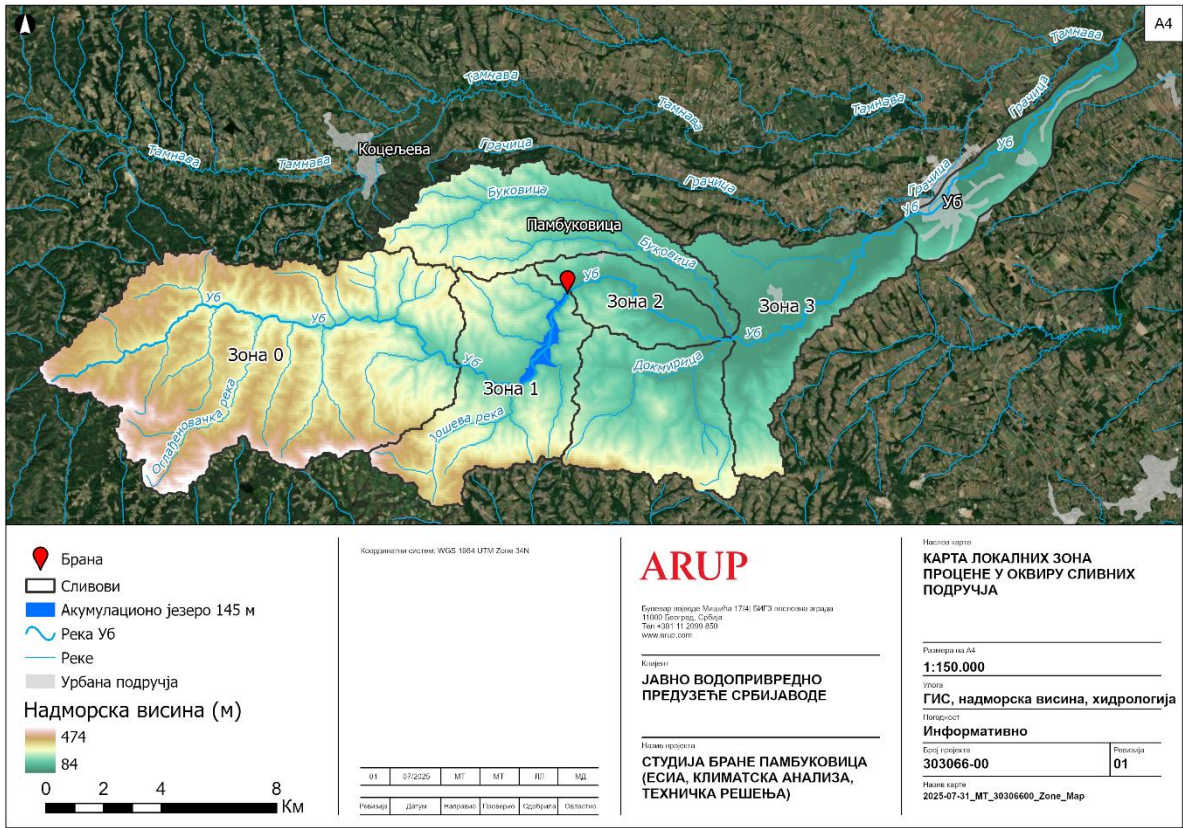 A4
Тамнава
Тамнава
Тамнава
Тамнава
Тамнава
Тамнава
Грачица
Коцељева
Грачица
Грачица
Грачица
Уб
Уб
Уб
Буковица
Памбуковица
Буковица
Уб
Зона 2
Зона 3
Уб
Уб
Уб
Зона 0
Уб
Докмирица
Зона 1
Оглађеновачка река
Јошева река
Брана
Сливови
Акумулационо језеро 145 м
Река Уб
Реке
Урбана подручја
Надморска висина (м)
474
84
0 2 4 8
Км
Координатни систем: WGS 1984 UTM Zone 34N
01 07/2025 МТ МТ ЛЛ МД
Ревизија Датум Направио Проверио Одобрила Овластио
ARUP
Булевар војводе Мишића 17/4| БИГЗ пословна зграда
11000 Београд, Србија
Тел +381 11 2099 850
www.arup.com
Клијент
ЈАВНО ВОДОПРИВРЕДНО
ПРЕДУЗЕЋЕ СРБИЈАВОДЕ
Назив пројекта
СТУДИЈА БРАНЕ ПАМБУКОВИЦА
(ЕСИА, КЛИМАТСКА АНАЛИЗА,
ТЕХНИЧКА РЕШЕЊА)
Наслов карте
КАРТА ЛОКАЛНИХ ЗОНА
ПРОЦЕНЕ У ОКВИРУ СЛИВНИХ
ПОДРУЧЈА
Размера на А4
1:150.000
Улога
ГИС, надморска висина, хидрологија
Погодност
Информативно
Број пројекта
303066-00
Ревизија
01
Назив карте
2025-07-31_MT_30306600_Zone_Map